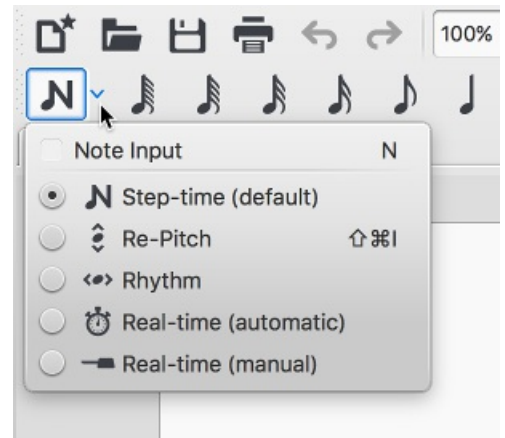 100%
Note Input N
Step-time (default)
Re-Pitch ⇧⌘I
Rhythm
Real-time (automatic)
Real-time (manual)